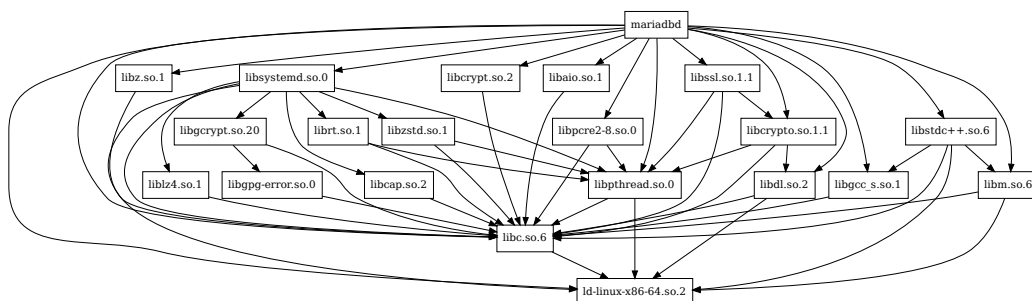 mariadbd
libz.so.1
libsystemd.so.0
libcrypt.so.2
libaio.so.1
libssl.so.1.1
libgcrypt.so.20
librt.so.1
libzstd.so.1
libpcre2-8.so.0
libcrypto.so.1.1
libstdc++.so.6
liblz4.so.1
libgpg-error.so.0
libcap.so.2
libpthread.so.0
libdl.so.2
libgcc_s.so.1
libm.so.6
libc.so.6
ld-linux-x86-64.so.2